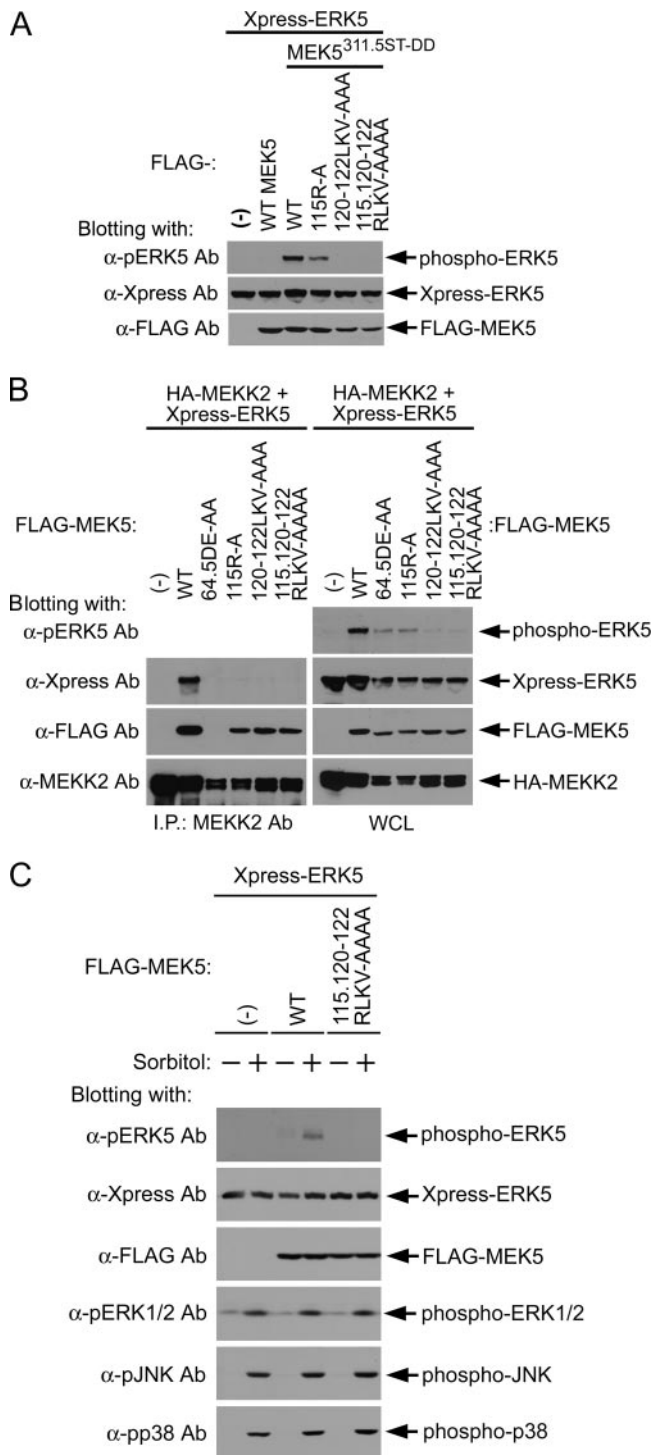 A
Xpress-ERK5
MEK5311.5ST-DD
FLAG-:
(-)
WT MEK5
WT
115R-A
120-122LKV-AAA
115.120-122
RLKV-AAAA
Blotting with:
α-pERK5 Ab
phospho-ERK5
α-Xpress Ab
Xpress-ERK5
α-FLAG Ab
FLAG-MEK5
B
HA-MEKK2 +
Xpress-ERK5
HA-MEKK2 +
Xpress-ERK5
FLAG-MEK5:
(-)
WT
64.5DE-AA
115R-A
120-122LKV-AAA
115.120-122
RLKV-AAAA
(-)
WT
64.5DE-AA
115R-A
120-122LKV-AAA
115.120-122
RLKV-AAAA
:FLAG-MEK5
Blotting with:
α-pERK5 Ab
phospho-ERK5
α-Xpress Ab
Xpress-ERK5
α-FLAG Ab
FLAG-MEK5
α-MEKK2 Ab
HA-MEKK2
I.P.: MEKK2 Ab
WCL
C
Xpress-ERK5
FLAG-MEK5:
(-)
WT
115.120-122
RLKV-AAAA
Sorbitol: − + − + − +
Blotting with:
α-pERK5 Ab
phospho-ERK5
α-Xpress Ab
Xpress-ERK5
α-FLAG Ab
FLAG-MEK5
α-pERK1/2 Ab
phospho-ERK1/2
α-pJNK Ab
phospho-JNK
α-pp38 Ab
phospho-p38